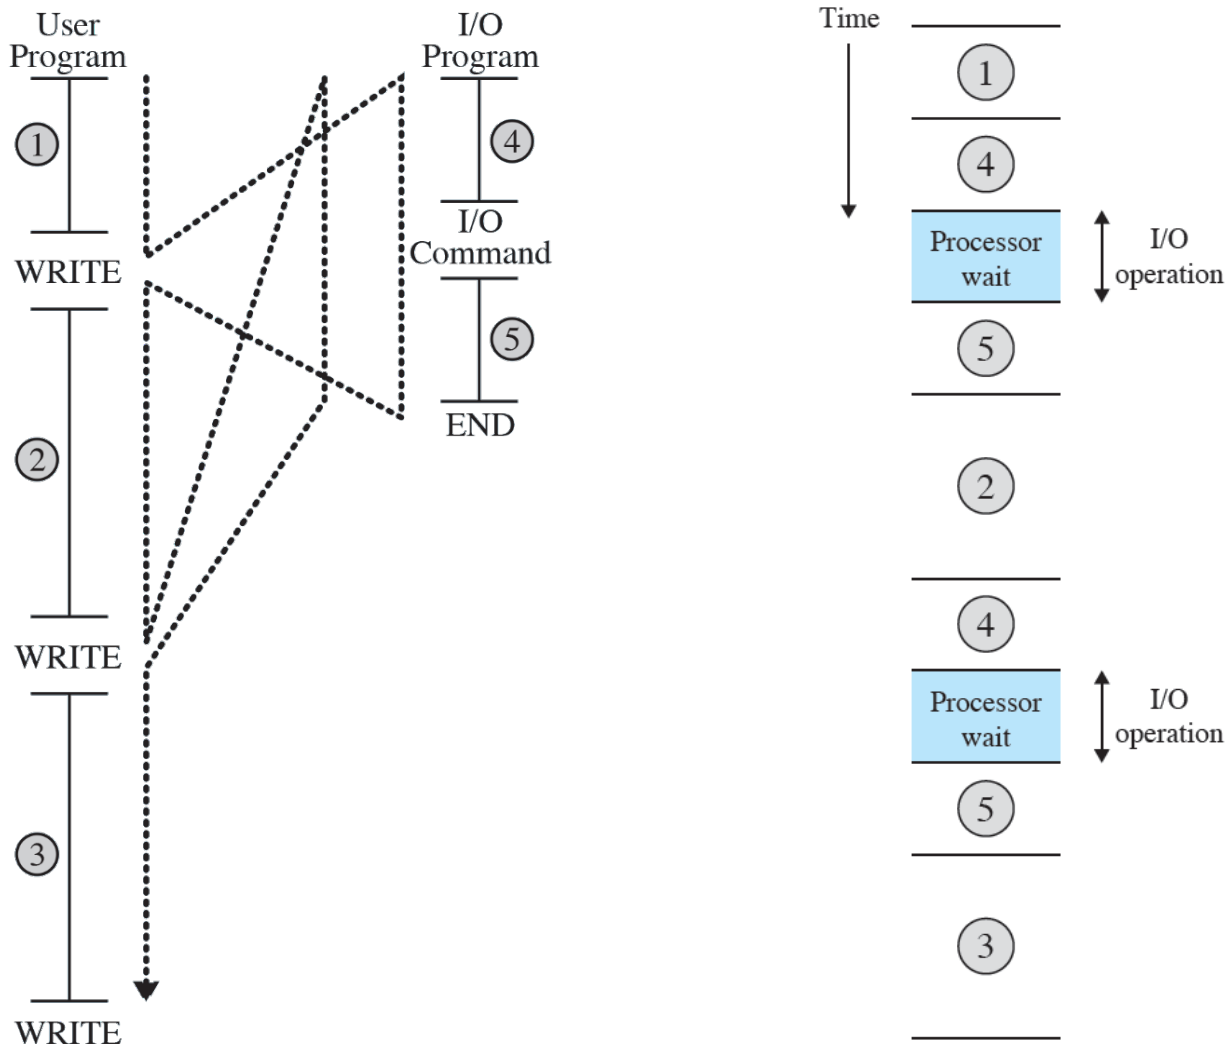 User
Program
1
WRITE
2
WRITE
3
WRITE
I/O
Program
4
I/O
Command
5
END
Time
1
4
Processor
wait
I/O
operation
5
2
4
Processor
wait
I/O
operation
5
3